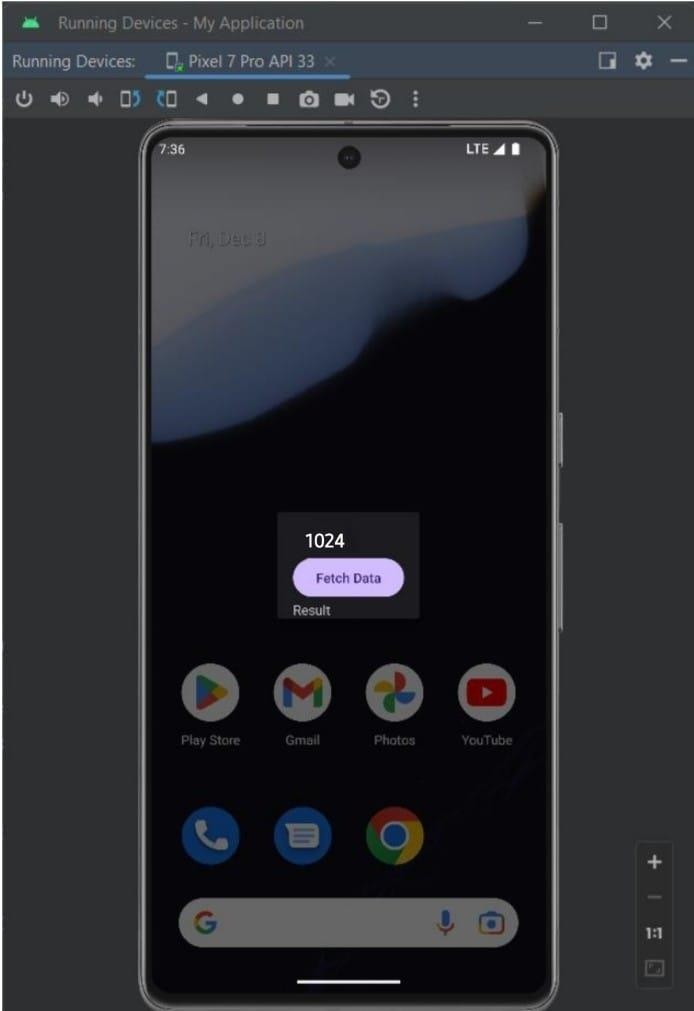 Running Devices - My Application
Running Devices: Pixel 7 Pro API 33
7:36 LTE
Fri, Dec 8
1024
Fetch Data
Result
Play Store Gmail Photos YouTube
1:1